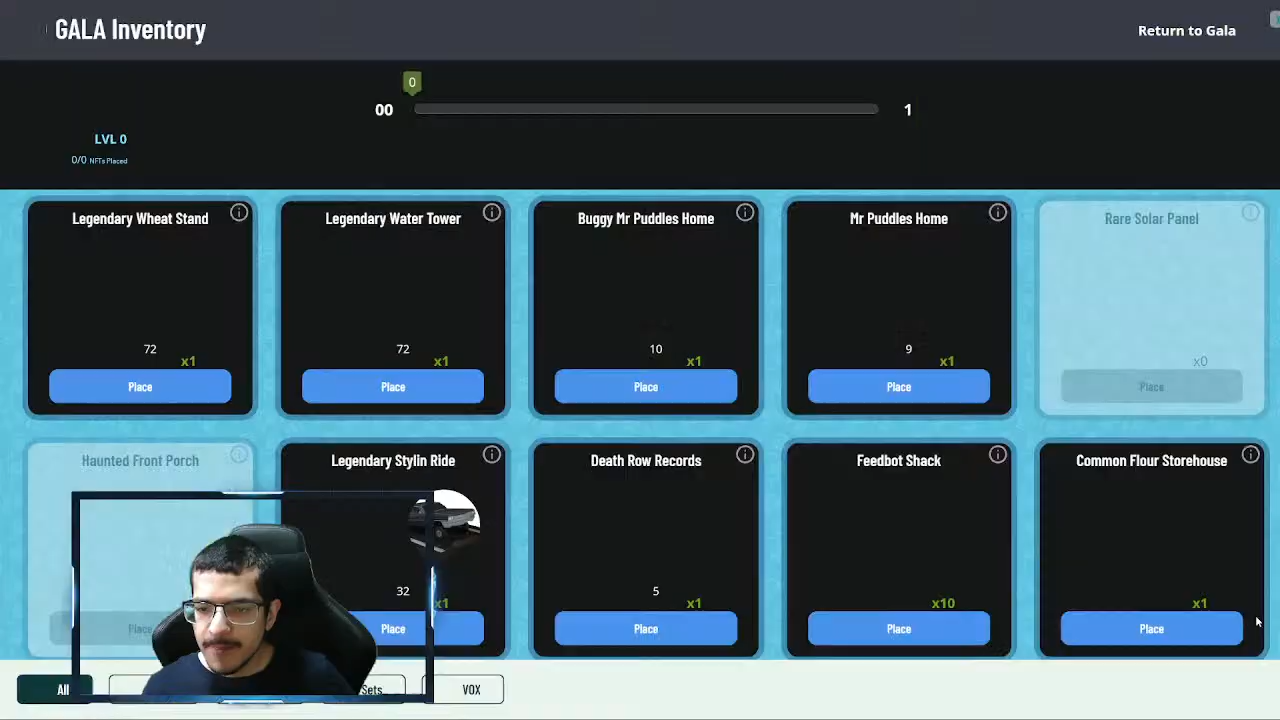 GALA Inventory
Return to Gala
0
00
1
LVL 0
0/0 NFTs Placed
Legendary Wheat Stand
Legendary Water Tower
Buggy Mr Puddles Home
Mr Puddles Home
Rare Solar Panel
72
x1
72
x1
10
x1
9
x1
x0
Place
Place
Place
Place
Place
Haunted Front Porch
Legendary Stylin Ride
Death Row Records
Feedbot Shack
Common Flour Storehouse
32
x1
5
x1
x10
x1
Place
Place
Place
Place
All
Sets
VOX